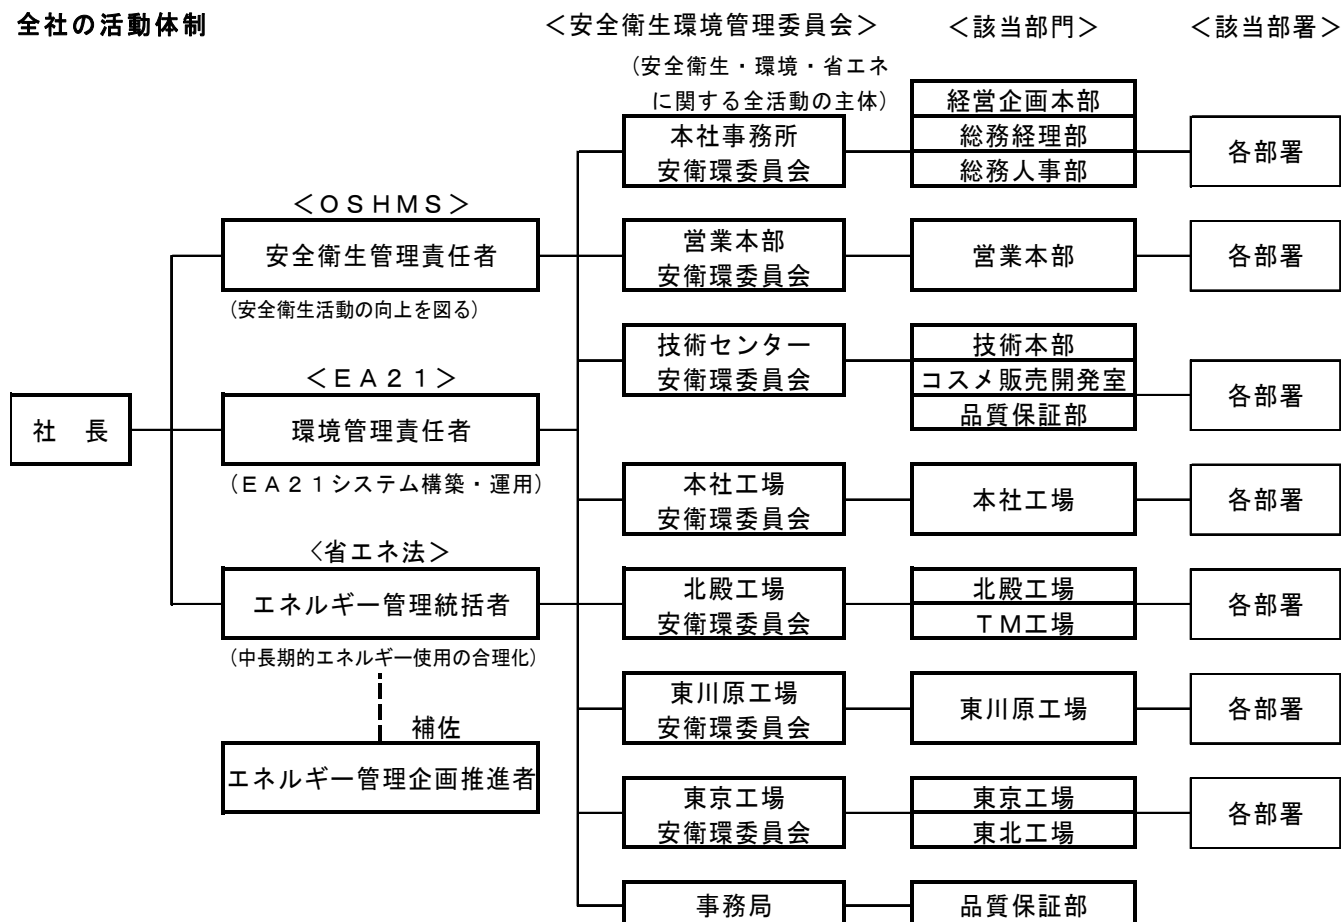 全社の活動体制
＜安全衛生環境管理委員会＞
＜該当部門＞
＜該当部署＞
（安全衛生・環境・省エネ
に関する全活動の主体）
社　長
＜ＯＳＨＭＳ＞
安全衛生管理責任者
（安全衛生活動の向上を図る）
＜ＥＡ２１＞
環境管理責任者
（ＥＡ２１システム構築・運用）
〈省エネ法＞
エネルギー管理統括者
（中長期的エネルギー使用の合理化）
補佐
エネルギー管理企画推進者
本社事務所
安衛環委員会
経営企画本部
総務経理部
総務人事部
各部署
営業本部
安衛環委員会
営業本部
各部署
技術センター
安衛環委員会
技術本部
コスメ販売開発室
品質保証部
各部署
本社工場
安衛環委員会
本社工場
各部署
北殿工場
安衛環委員会
北殿工場
ＴＭ工場
各部署
東川原工場
安衛環委員会
東川原工場
各部署
東京工場
安衛環委員会
東京工場
東北工場
各部署
事務局
品質保証部